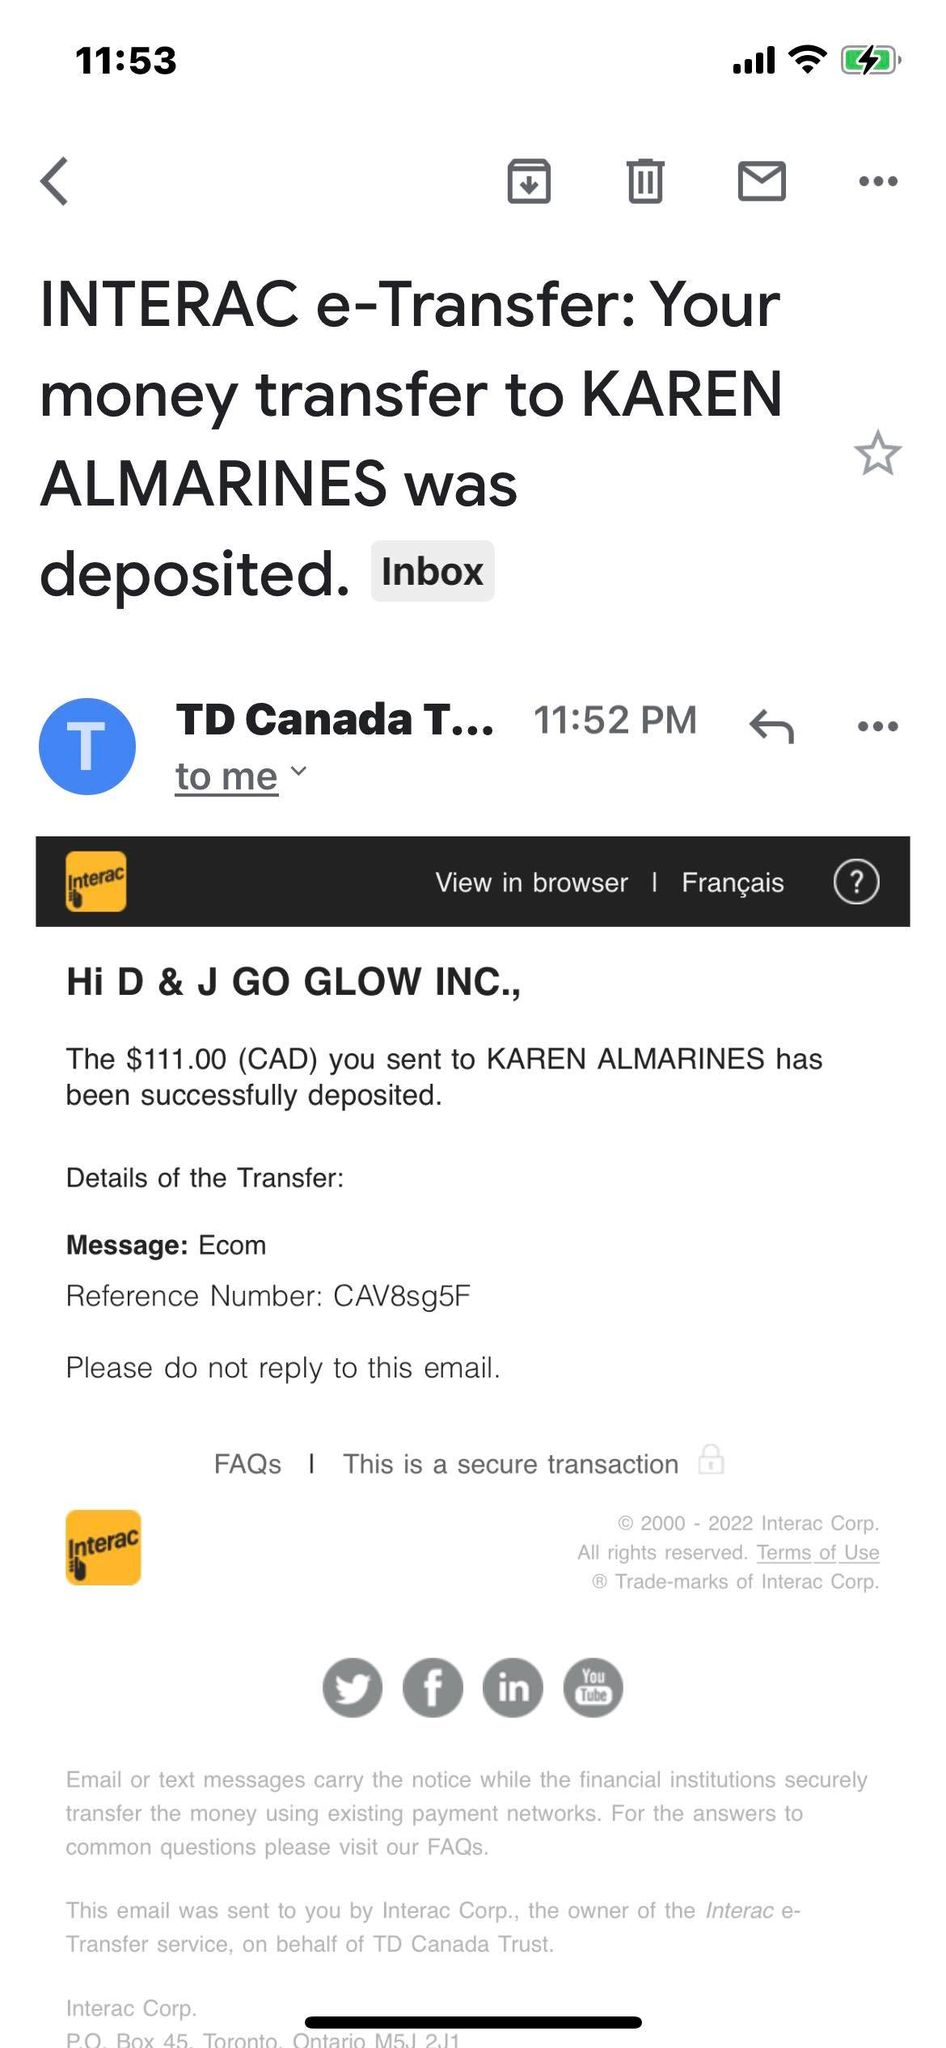 11:53
INTERAC e-Transfer: Your
money transfer to KAREN
ALMARINES was
deposited. Inbox
T
TD Canada T... 11:52 PM
to me
Interac
View in browser | Français ?
Hi D & J GO GLOW INC.,
The $111.00 (CAD) you sent to KAREN ALMARINES has
been successfully deposited.
Details of the Transfer:
Message: Ecom
Reference Number: CAV8sg5F
Please do not reply to this email.
FAQs | This is a secure transaction
Interac
© 2000 - 2022 Interac Corp.
All rights reserved. Terms of Use
® Trade-marks of Interac Corp.
f
in
You
Tube
Email or text messages carry the notice while the financial institutions securely
transfer the money using existing payment networks. For the answers to
common questions please visit our FAQs.
This email was sent to you by Interac Corp., the owner of the Interac e-
Transfer service, on behalf of TD Canada Trust.
Interac Corp.
P.O. Box 45, Toronto, Ontario M5J 2J1